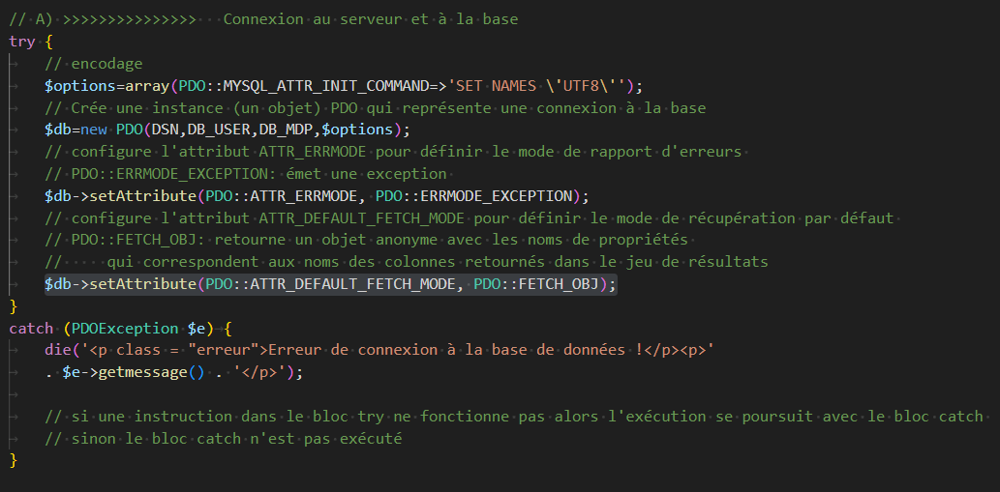 // A) >>>>>>>>>>>>>>>   Connexion au serveur et à la base
try {
    // encodage
    $options=array(PDO::MYSQL_ATTR_INIT_COMMAND=>'SET NAMES \'UTF8\'');
    // Crée une instance (un objet) PDO qui représente une connexion à la base
    $db=new PDO(DSN,DB_USER,DB_MDP,$options);
    // configure l'attribut ATTR_ERRMODE pour définir le mode de rapport d'erreurs
    // PDO::ERRMODE_EXCEPTION: émet une exception
    $db->setAttribute(PDO::ATTR_ERRMODE, PDO::ERRMODE_EXCEPTION);
    // configure l'attribut ATTR_DEFAULT_FETCH_MODE pour définir le mode de récupération par défaut
    // PDO::FETCH_OBJ: retourne un objet anonyme avec les noms de propriétés
    //     qui correspondent aux noms des colonnes retournés dans le jeu de résultats
    $db->setAttribute(PDO::ATTR_DEFAULT_FETCH_MODE, PDO::FETCH_OBJ);
}
catch (PDOException $e) {
    die('<p class = "erreur">Erreur de connexion à la base de données !</p><p>'
    . $e->getmessage() . '</p>');

    // si une instruction dans le bloc try ne fonctionne pas alors l'exécution se poursuit avec le bloc catch
    // sinon le bloc catch n'est pas exécuté
}